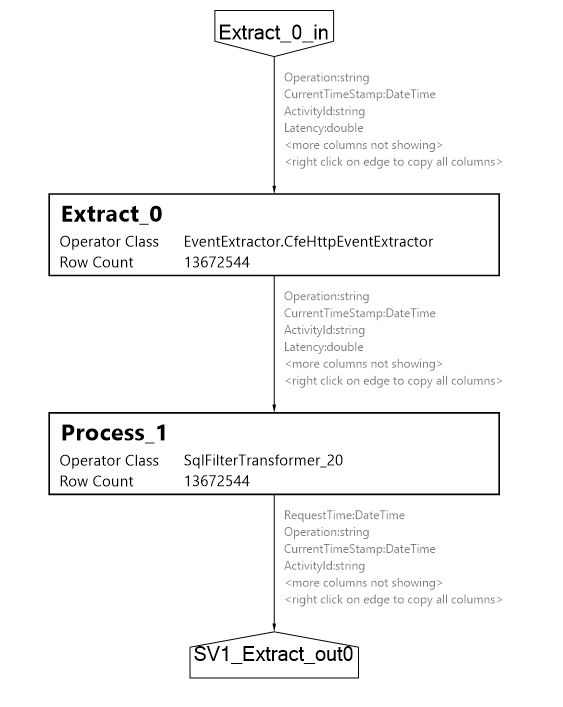 Extract_0_in
Operation:string
CurrentTimeStamp:DateTime
ActivityId:string
Latency:double
<more columns not showing>
<right click on edge to copy all columns>
Extract_0
Operator Class EventExtractor.CfeHttpEventExtractor
Row Count 13672544
Operation:string
CurrentTimeStamp:DateTime
ActivityId:string
Latency:double
<more columns not showing>
<right click on edge to copy all columns>
Process_1
Operator Class SqlFilterTransformer_20
Row Count 13672544
RequestTime:DateTime
Operation:string
CurrentTimeStamp:DateTime
ActivityId:string
<more columns not showing>
<right click on edge to copy all columns>
SV1_Extract_out0